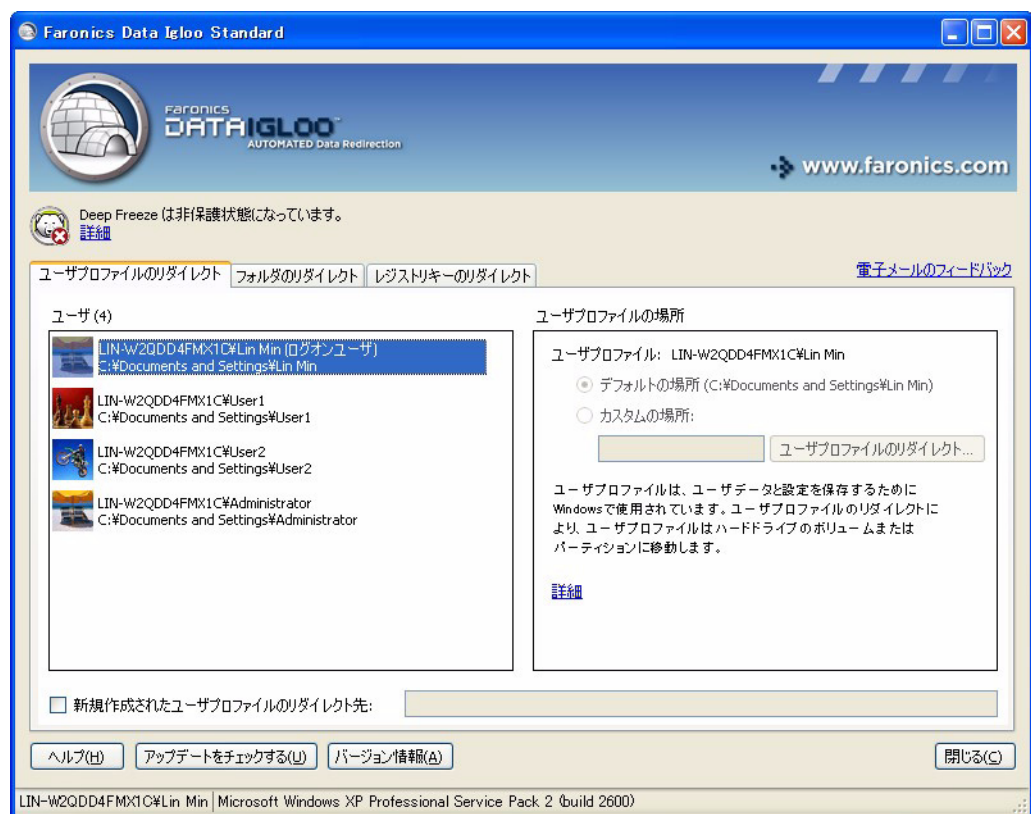 Faronics Data Igloo Standard
Faronics
DATA IGLOO™
AUTOMATED Data Redirection
www.faronics.com
Deep Freeze は非保護状態になっています。
詳細
ユーザプロファイルのリダイレクト
フォルダのリダイレクト
レジストリキーのリダイレクト
電子メールのフィードバック
ユーザ (4)
LIN-W2QDD4FMX1C¥Lin Min (ログオンユーザ)
C:¥Documents and Settings¥Lin Min
LIN-W2QDD4FMX1C¥User1
C:¥Documents and Settings¥User1
LIN-W2QDD4FMX1C¥User2
C:¥Documents and Settings¥User2
LIN-W2QDD4FMX1C¥Administrator
C:¥Documents and Settings¥Administrator
ユーザプロファイルの場所
ユーザプロファイル: LIN-W2QDD4FMX1C¥Lin Min
デフォルトの場所 (C:¥Documents and Settings¥Lin Min)
カスタムの場所:
ユーザプロファイルのリダイレクト...
ユーザプロファイルは、ユーザデータと設定を保存するために
Windowsで使用されています。ユーザプロファイルのリダイレクトに
より、ユーザプロファイルはハードドライブのボリュームまたは
パーティションに移動します。
詳細
新規作成されたユーザプロファイルのリダイレクト先:
ヘルプ(H)
アップデートをチェックする(U)
バージョン情報(A)
閉じる(C)
LIN-W2QDD4FMX1C¥Lin Min
Microsoft Windows XP Professional Service Pack 2 (build 2600)